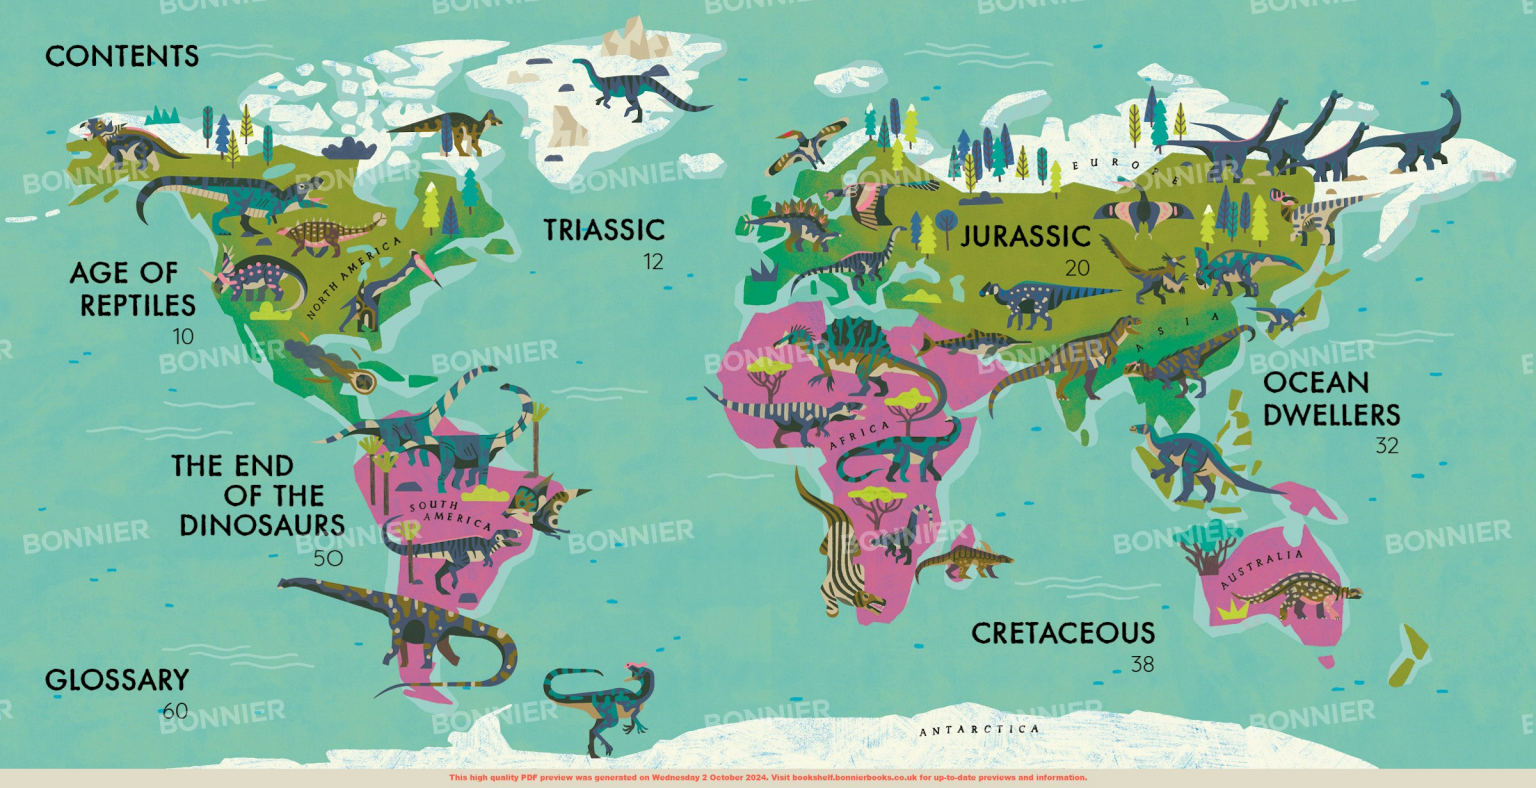 CONTENTS
AGE OF
REPTILES
10
TRIASSIC
12
JURASSIC
20
OCEAN
DWELLERS
32
CRETACEOUS
38
THE END
OF THE
DINOSAURS
50
GLOSSARY
60
NORTH AMERICA
SOUTH
AMERICA
EUROPE
ASIA
AFRICA
AUSTRALIA
ANTARCTICA
BONNIER
This high quality PDF preview was generated on Wednesday 2 October 2024. Visit bookshelf.bonnierbooks.co.uk for up-to-date previews and information.